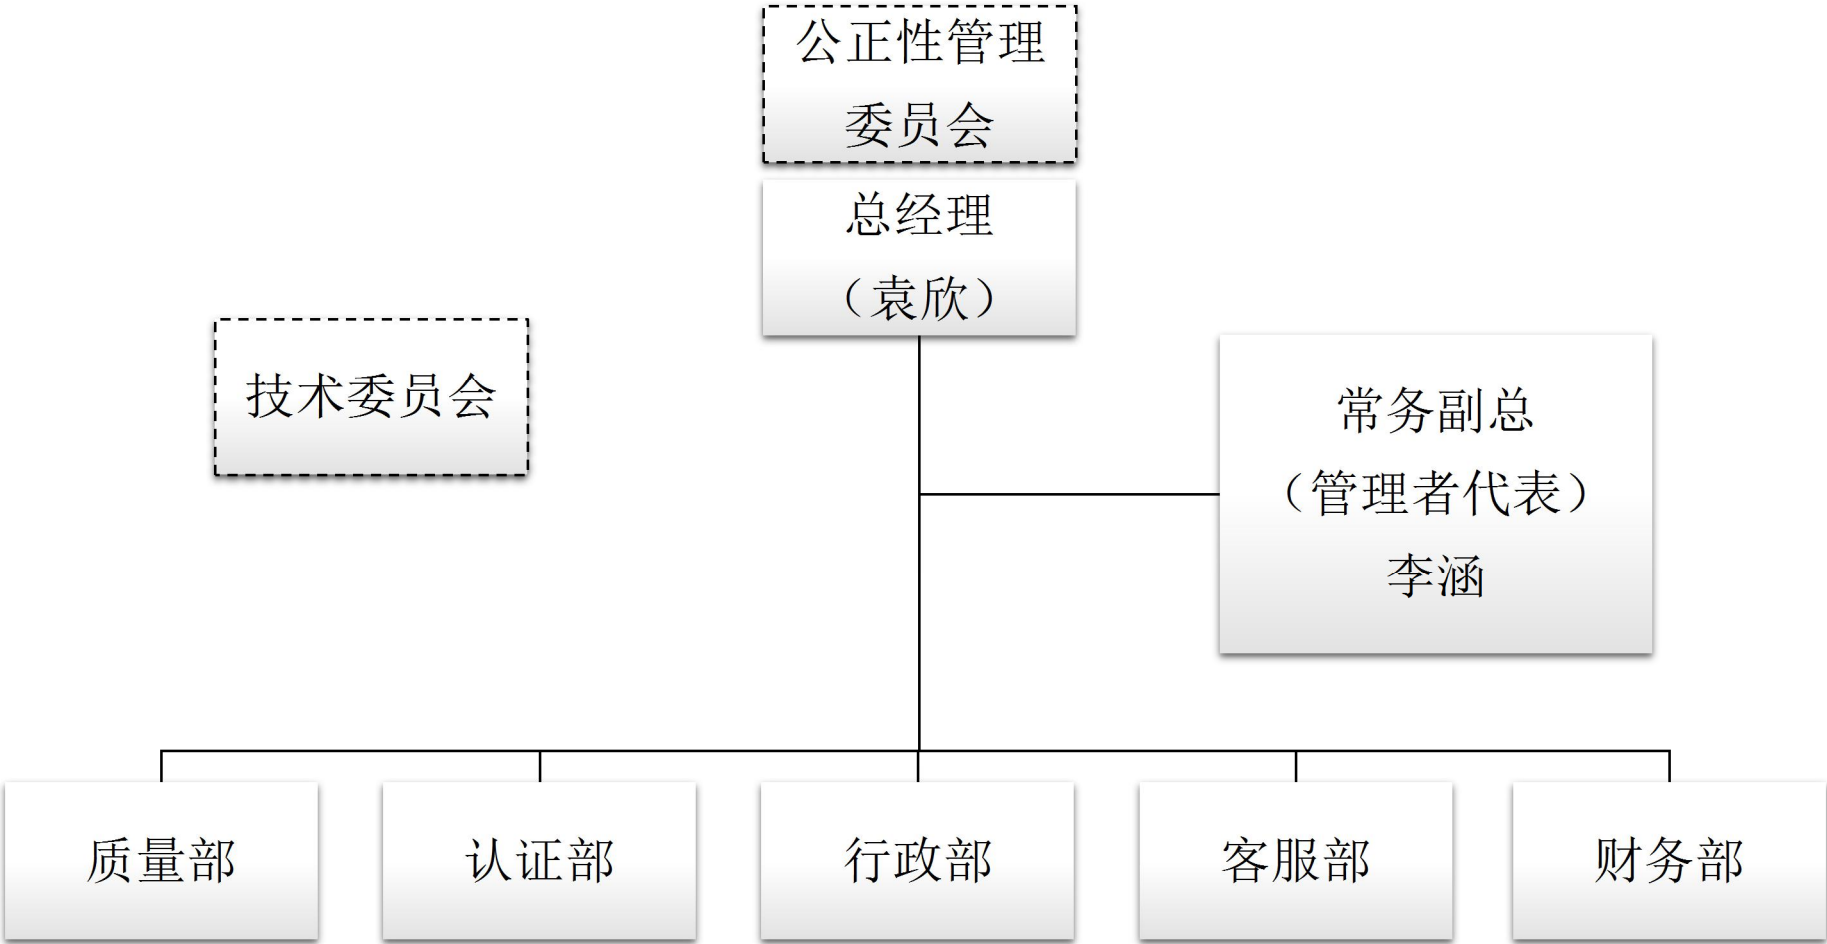 公正性管理
委员会
总经理
（袁欣）
技术委员会
常务副总
（管理者代表）
李涵
质量部
认证部
行政部
客服部
财务部